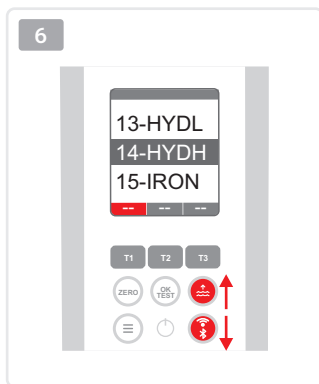 6
13-HYDL
14-HYDH
15-IRON
-- -- --
T1 T2 T3
ZERO OK
TEST